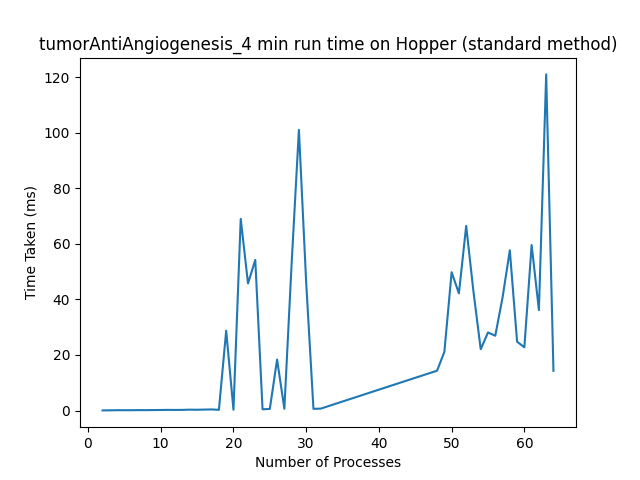 tumorAntiAngiogenesis_4 min run time on Hopper (standard method)
120
100
80
60
40
20
0
Time Taken (ms)
0 10 20 30 40 50 60
Number of Processes